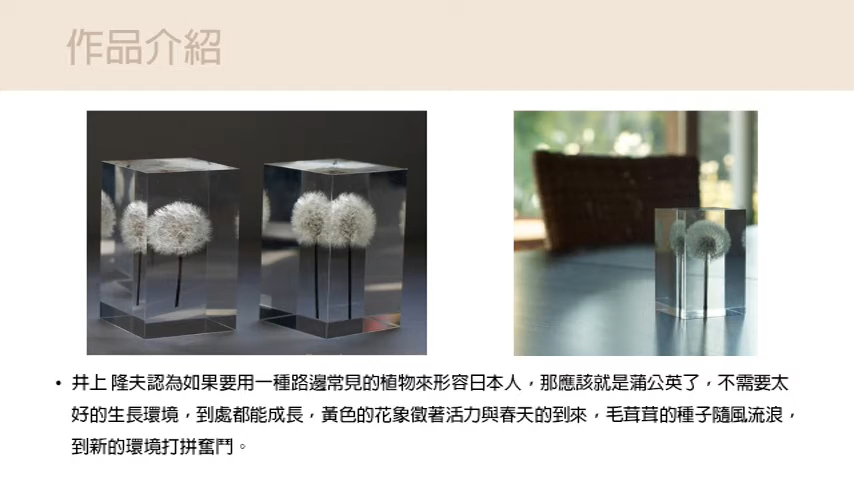 作品介紹
• 井上 隆夫認為如果要用一種路邊常見的植物來形容日本人，那應該就是蒲公英了，不需要太
好的生長環境，到處都能成長，黃色的花象徵著活力與春天的到來，毛茸茸的種子隨風流浪，
到新的環境打拼奮鬥。